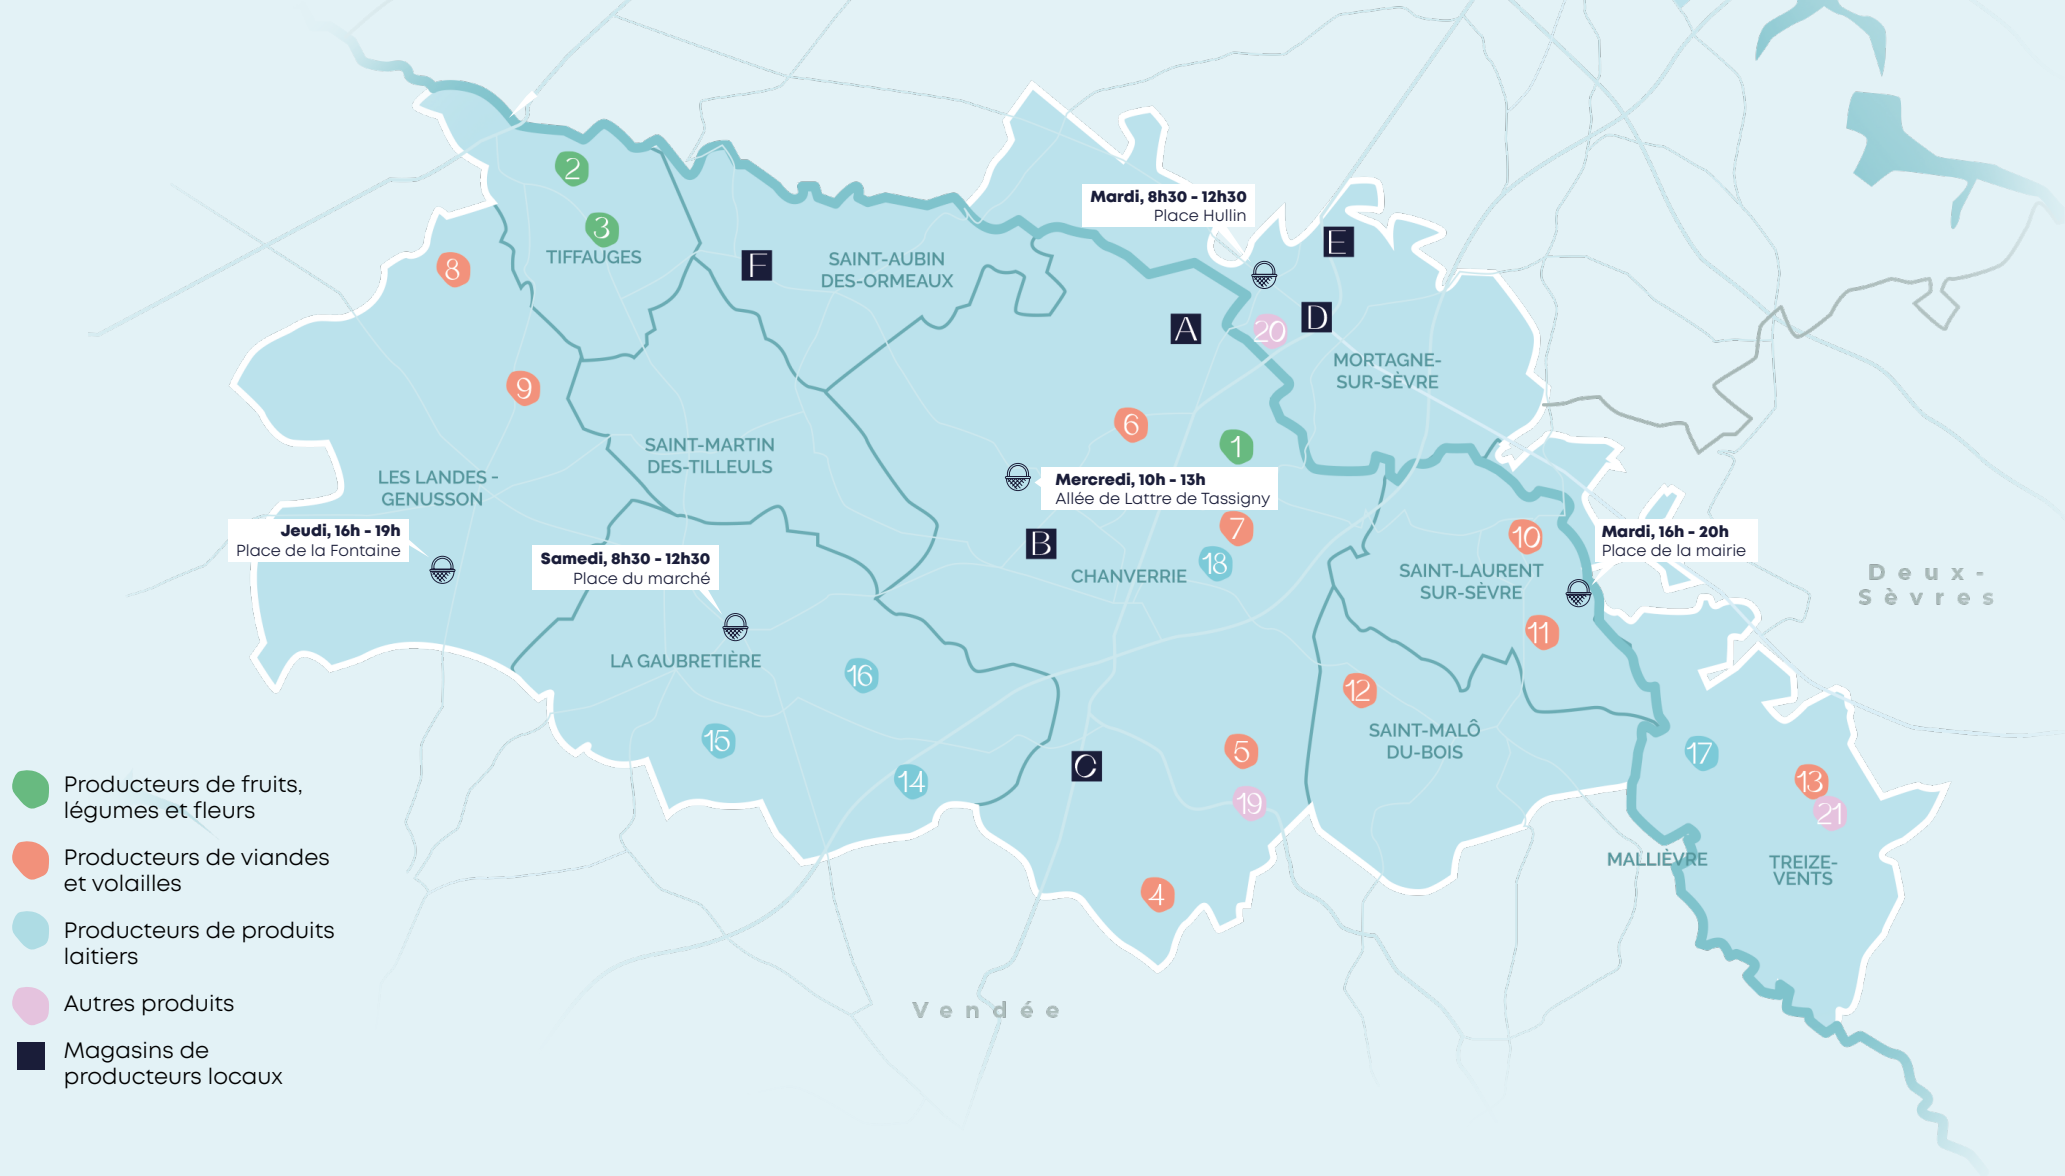 2
3
TIFFAUGES
8
9
F
SAINT-AUBIN
DES-ORMEAUX
Mardi, 8h30 - 12h30
Place Hullin
E
A
20
D
MORTAGNE-
SUR-SÈVRE
6
1
SAINT-MARTIN
DES-TILLEULS
LES LANDES -
GENUSSON
Mercredi, 10h - 13h
Allée de Lattre de Tassigny
Jeudi, 16h - 19h
Place de la Fontaine
Samedi, 8h30 - 12h30
Place du marché
B
7
18
CHANVERRIE
10
Mardi, 16h - 20h
Place de la mairie
SAINT-LAURENT
SUR-SÈVRE
11
Deux-
Sèvres
LA GAUBRETIÈRE
16
15
14
12
SAINT-MALÔ
DU-BOIS
C
5
19
4
17
13
21
MALLIÈVRE
TREIZE-
VENTS
Vendée
Producteurs de fruits,
légumes et fleurs
Producteurs de viandes
et volailles
Producteurs de produits
laitiers
Autres produits
Magasins de
producteurs locaux